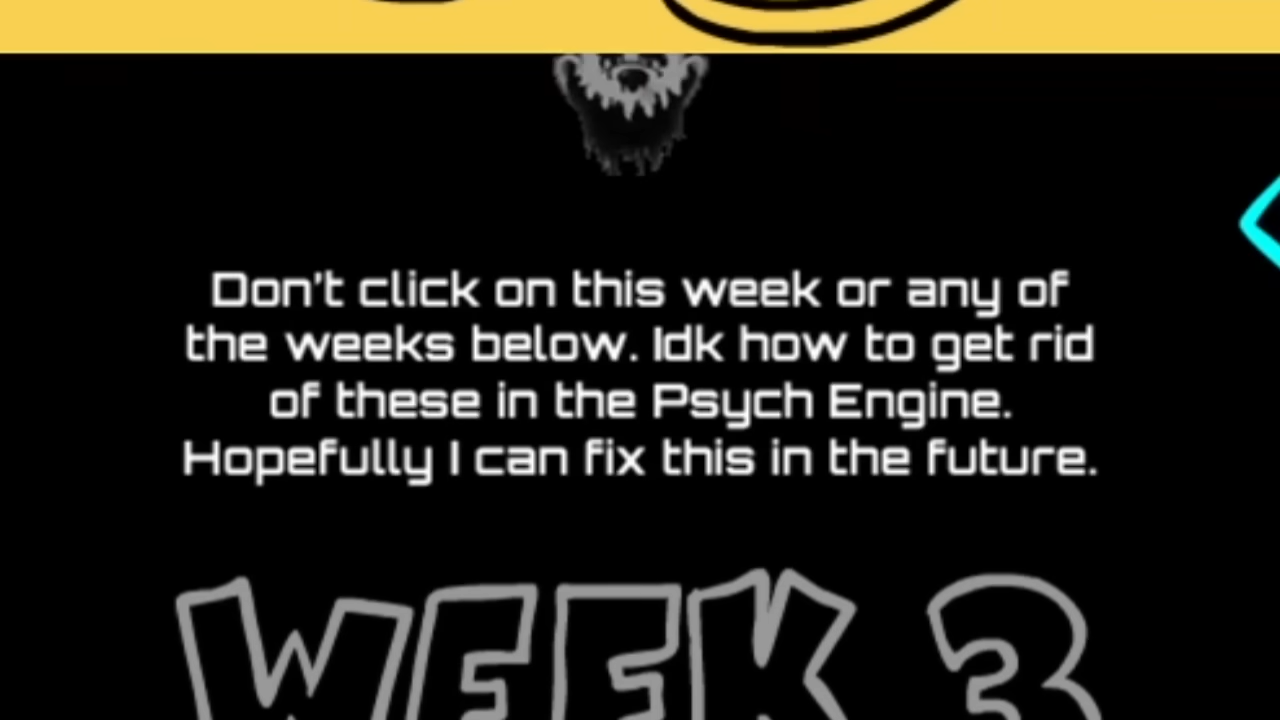 Don't click on this week or any of
the weeks below. Idk how to get rid
of these in the Psych Engine.
Hopefully I can fix this in the future.
WEEK 3